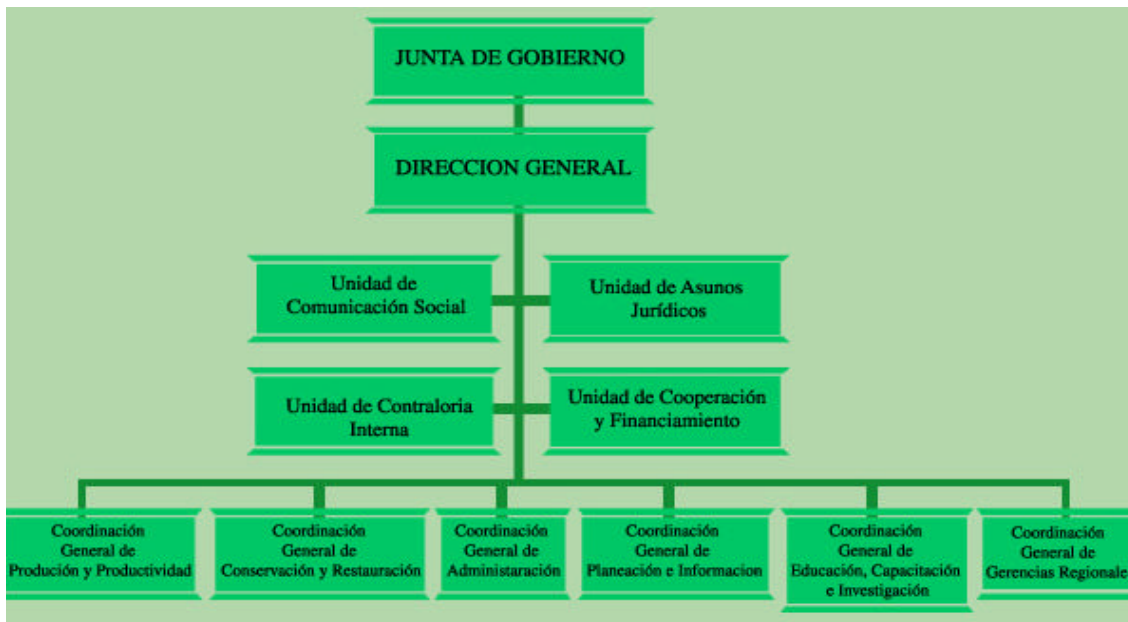 JUNTA DE GOBIERNO
DIRECCION GENERAL
Unidad de
Comunicación Social
Unidad de Asunos
Jurídicos
Unidad de Contraloria
Interna
Unidad de Cooperación
y Financiamiento
Coordinación
General de
Produción y Productividad
Coordinación
General de
Conservación y Restauración
Coordinación
General de
Administaración
Coordinación
General de
Planeación e Informacion
Coordinación
General de
Educación, Capacitación
e Investigación
Coordinación
General de
Gerencias Regionale